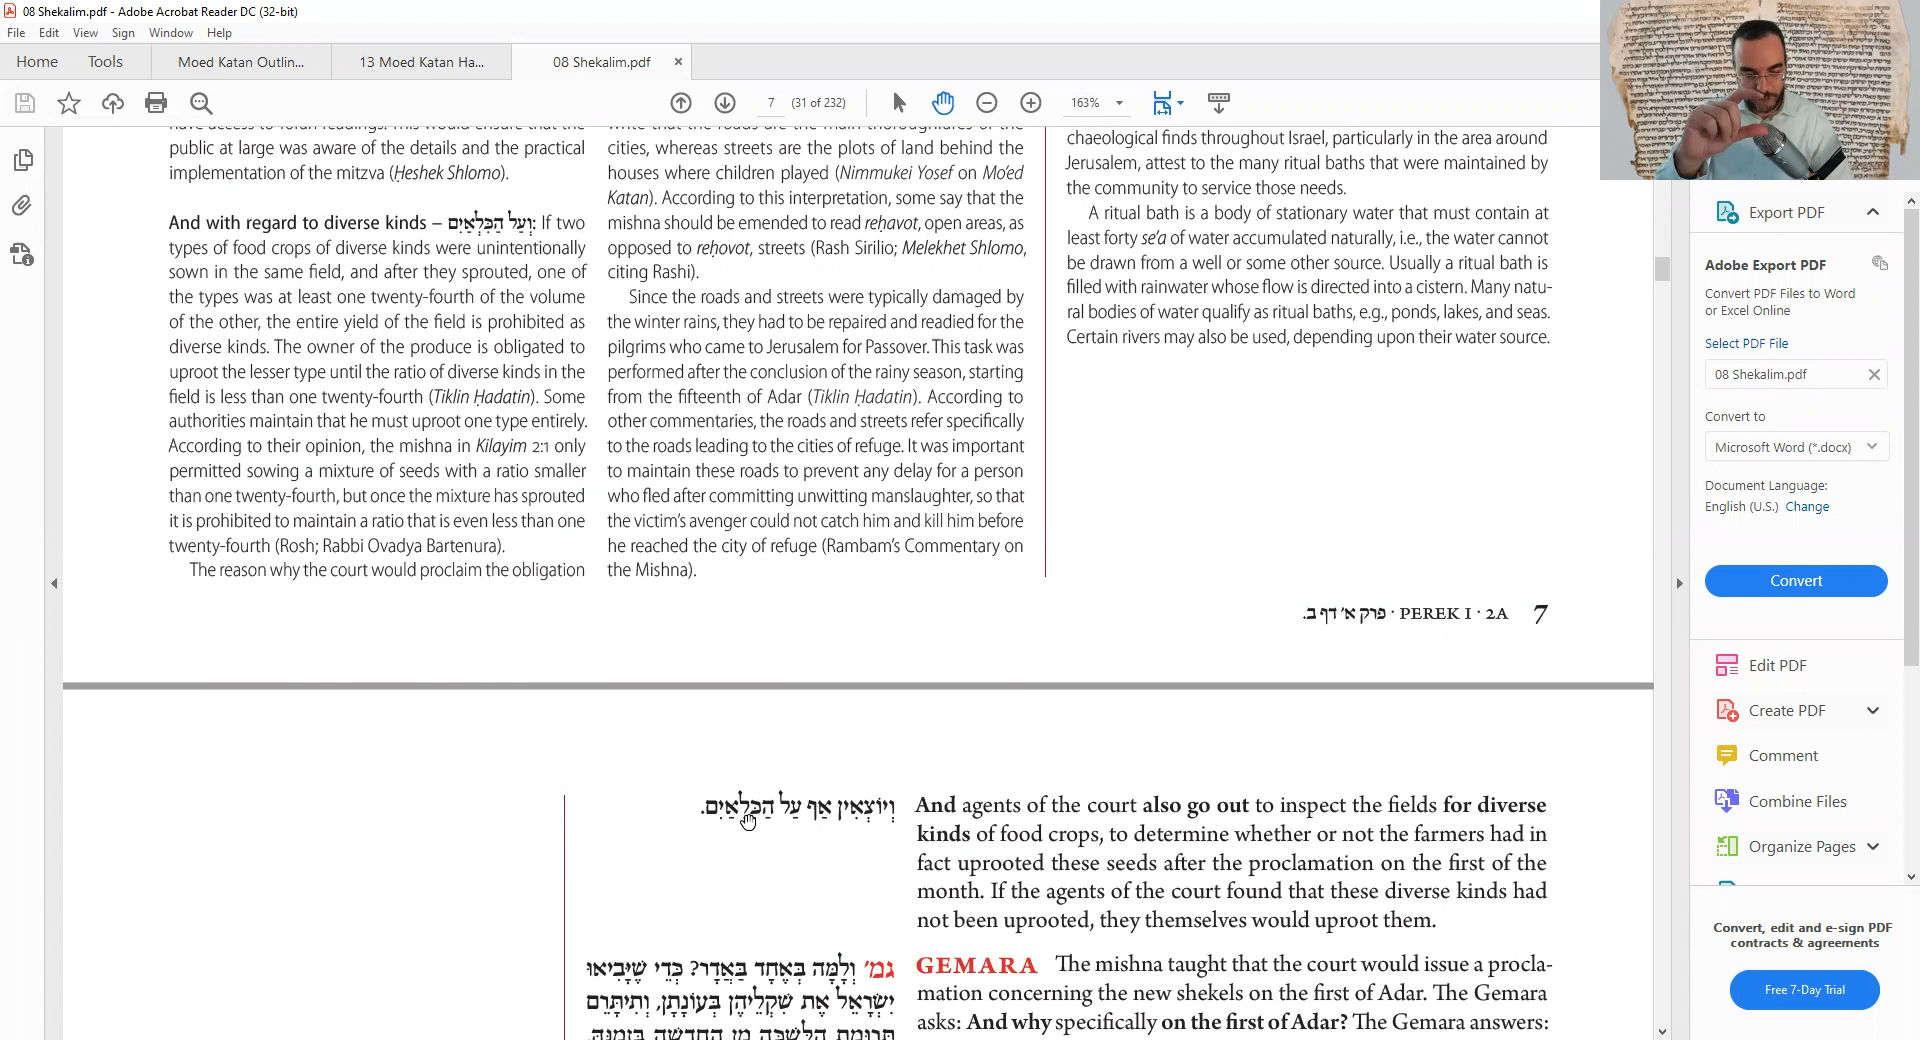 08 Shekalim.pdf - Adobe Acrobat Reader DC (32-bit)
File Edit View Sign Window Help
Home Tools Moed Katan Outlin... 13 Moed Katan Ha... 08 Shekalim.pdf ×
7 (31 of 232) 163%
public at large was aware of the details and the practical
implementation of the mitzva (Ḥeshek Shlomo).
And with regard to diverse kinds – וְעַל הַכִּלְאַיִם: If two
types of food crops of diverse kinds were unintentionally
sown in the same field, and after they sprouted, one of
the types was at least one twenty-fourth of the volume
of the other, the entire yield of the field is prohibited as
diverse kinds. The owner of the produce is obligated to
uproot the lesser type until the ratio of diverse kinds in the
field is less than one twenty-fourth (Tiklin Ḥadatin). Some
authorities maintain that he must uproot one type entirely.
According to their opinion, the mishna in Kilayim 2:1 only
permitted sowing a mixture of seeds with a ratio smaller
than one twenty-fourth, but once the mixture has sprouted
it is prohibited to maintain a ratio that is even less than one
twenty-fourth (Rosh; Rabbi Ovadya Bartenura).
The reason why the court would proclaim the obligation
write that the roads are the main thoroughfares of the
cities, whereas streets are the plots of land behind the
houses where children played (Nimmukei Yosef on Mo'ed
Katan). According to this interpretation, some say that the
mishna should be emended to read reḥavot, open areas, as
opposed to reḥovot, streets (Rash Sirilio; Melekhet Shlomo,
citing Rashi).
Since the roads and streets were typically damaged by
the winter rains, they had to be repaired and readied for the
pilgrims who came to Jerusalem for Passover. This task was
performed after the conclusion of the rainy season, starting
from the fifteenth of Adar (Tiklin Ḥadatin). According to
other commentaries, the roads and streets refer specifically
to the roads leading to the cities of refuge. It was important
to maintain these roads to prevent any delay for a person
who fled after committing unwitting manslaughter, so that
the victim's avenger could not catch him and kill him before
he reached the city of refuge (Rambam's Commentary on
the Mishna).
chaeological finds throughout Israel, particularly in the area around
Jerusalem, attest to the many ritual baths that were maintained by
the community to service those needs.
A ritual bath is a body of stationary water that must contain at
least forty se'a of water accumulated naturally, i.e., the water cannot
be drawn from a well or some other source. Usually a ritual bath is
filled with rainwater whose flow is directed into a cistern. Many natu-
ral bodies of water qualify as ritual baths, e.g., ponds, lakes, and seas.
Certain rivers may also be used, depending upon their water source.
פרק א' דף ב. · PEREK I · 2A 7
וְיוֹצְאִין אַף עַל הַכִּלְאַיִם.
And agents of the court also go out to inspect the fields for diverse
kinds of food crops, to determine whether or not the farmers had in
fact uprooted these seeds after the proclamation on the first of the
month. If the agents of the court found that these diverse kinds had
not been uprooted, they themselves would uproot them.
גמ' וְלָמָּה בְּאֶחָד בַּאֲדָר? כְּדֵי שֶׁיָּבִיאוּ
יִשְׂרָאֵל אֶת שִׁקְלֵיהֶן בְּעוֹנָתָן, וְתִיתָּרֵם
תְּרוּמַת הַלִּשְׁכָּה מִן הַחֲדָשָׁה בִּזְמַנָּהּ
GEMARA The mishna taught that the court would issue a procla-
mation concerning the new shekels on the first of Adar. The Gemara
asks: And why specifically on the first of Adar? The Gemara answers:
Export PDF
Adobe Export PDF
Convert PDF Files to Word
or Excel Online
Select PDF File
08 Shekalim.pdf
Convert to
Microsoft Word (*.docx)
Document Language:
English (U.S.) Change
Convert
Edit PDF
Create PDF
Comment
Combine Files
Organize Pages
Convert, edit and e-sign PDF
contracts & agreements
Free 7-Day Trial